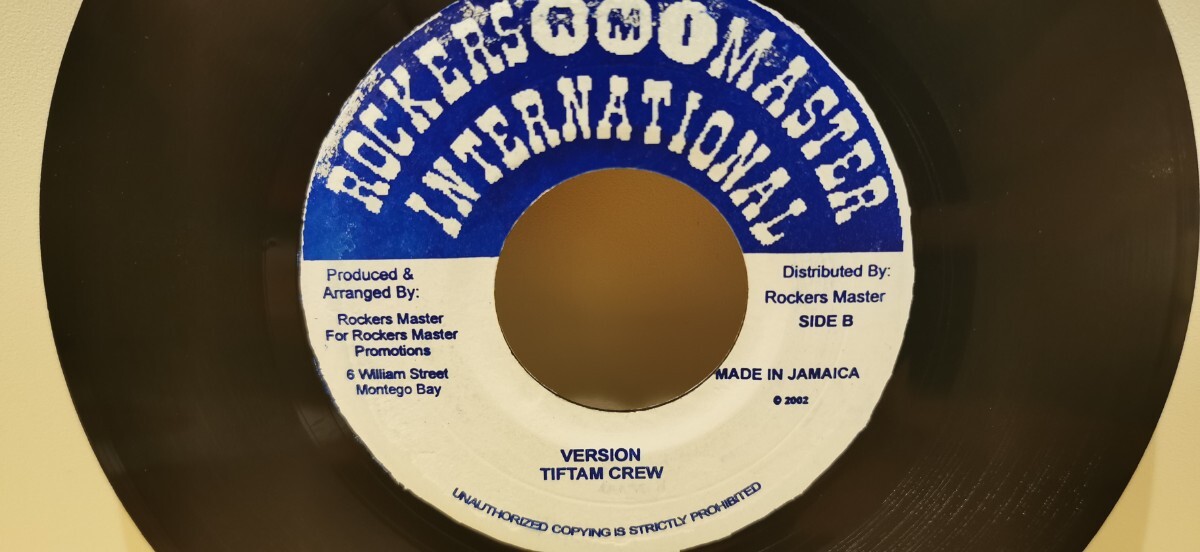 ROCKERS RMI MASTER
INTERNATIONAL
Produced &
Arranged By:
Rockers Master
For Rockers Master
Promotions
6 William Street
Montego Bay
Distributed By:
Rockers Master
SIDE B
MADE IN JAMAICA
© 2002
VERSION
TIFTAM CREW
UNAUTHORIZED COPYING IS STRICTLY PROHIBITED